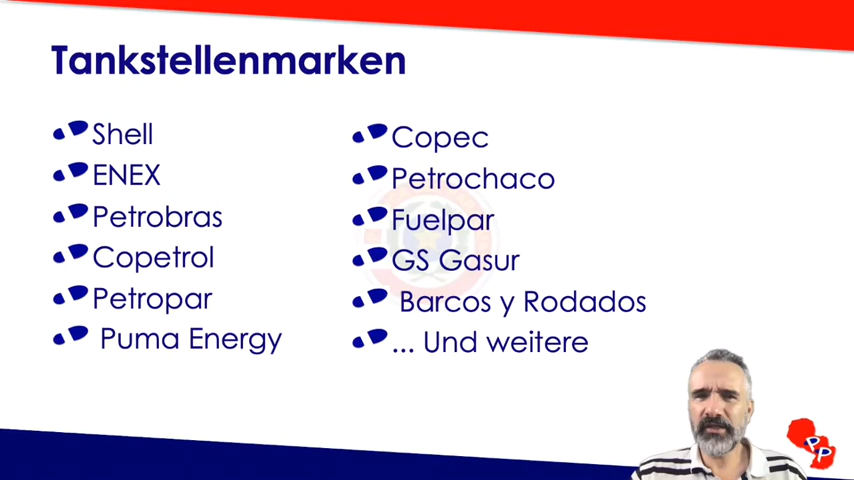 Tankstellenmarken
Shell
ENEX
Petrobras
Copetrol
Petropar
Puma Energy
Copec
Petrochaco
Fuelpar
GS Gasur
Barcos y Rodados
... Und weitere
P P